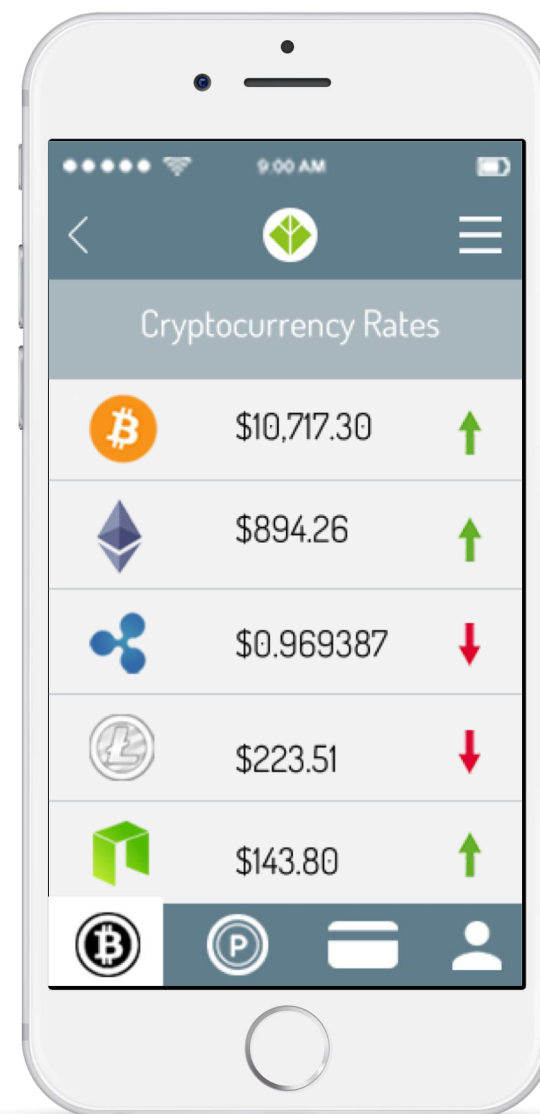 9:00 AM
Cryptocurrency Rates
$10,717.30
$894.26
$0.969387
$223.51
$143.80
P